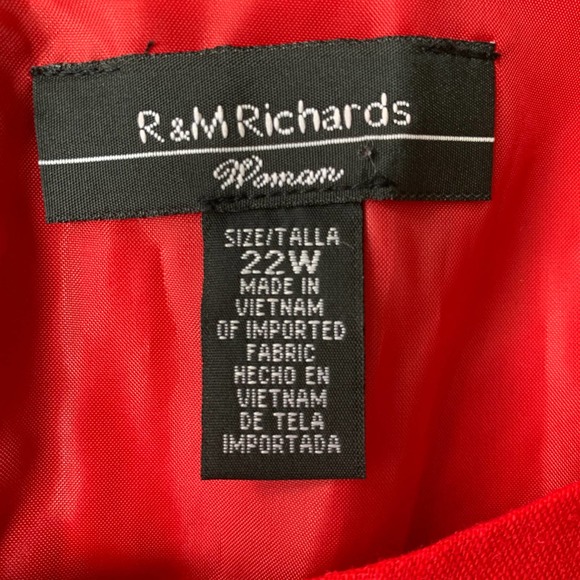 R&M Richards
Woman
SIZE/TALLA
22W
MADE IN
VIETNAM
OF IMPORTED
FABRIC
HECHO EN
VIETNAM
DE TELA
IMPORTADA